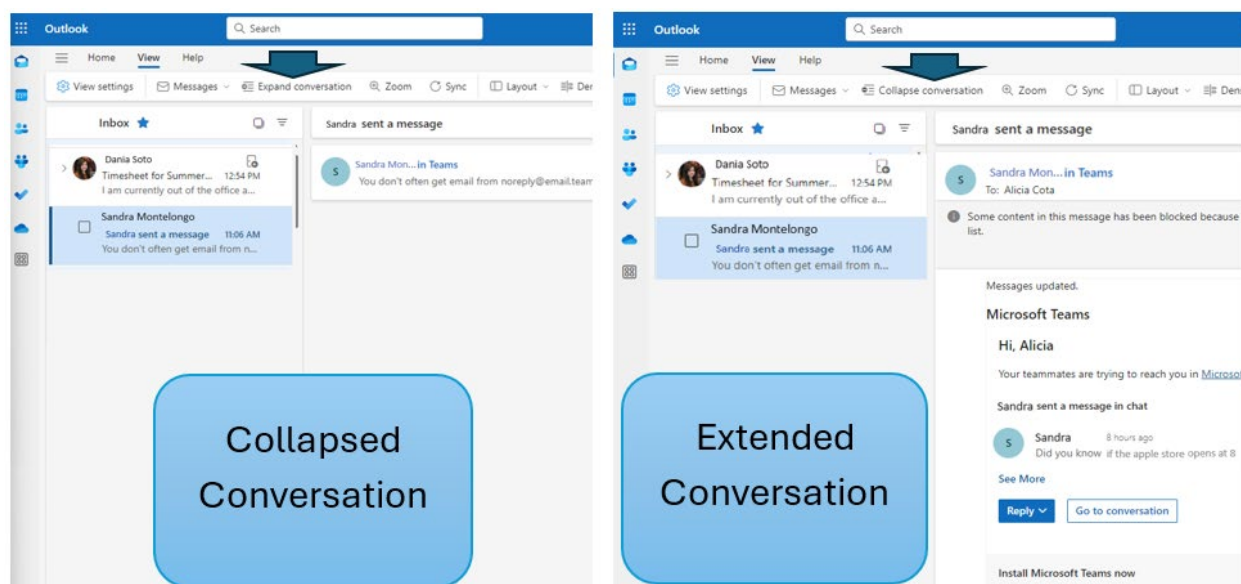 Outlook
Search
Home View Help
View settings Messages Expand conversation Zoom Sync Layout Der
Inbox
Dania Soto
Timesheet for Summer... 12:54 PM
I am currently out of the office a...
Sandra Montelongo
Sandra sent a message 11:06 AM
You don't often get email from n...
Sandra sent a message
S
Sandra Mon... in Teams
You don't often get email from noreply@email.team
Collapsed
Conversation
Outlook
Search
Home View Help
View settings Messages Collapse conversation Zoom Sync Layout Dens
Inbox
Dania Soto
Timesheet for Summer... 12:54 PM
I am currently out of the office a...
Sandra Montelongo
Sandra sent a message 11:06 AM
You don't often get email from n...
Sandra sent a message
S
Sandra Mon... in Teams
To: Alicia Cota
Some content in this message has been blocked because
list.
Messages updated.
Microsoft Teams
Hi, Alicia
Your teammates are trying to reach you in Microsof
Sandra sent a message in chat
S
Sandra 8 hours ago
Did you know if the apple store opens at 8
See More
Reply Go to conversation
Install Microsoft Teams now
Extended
Conversation